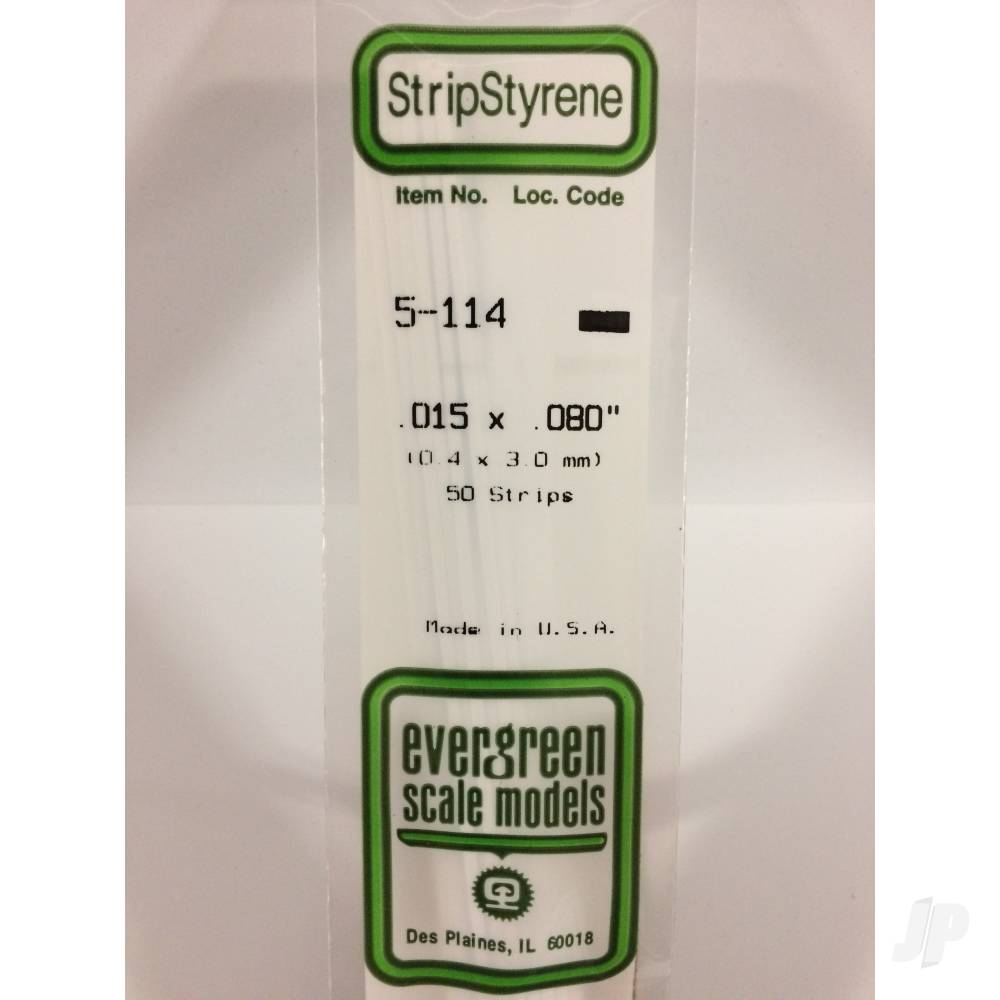 StripStyrene
Item No. Loc. Code
5-114
.015 x .080"
(0.4 x 3.0 mm)
50 Strips
Made in U.S.A.
evergreen
scale models
Des Plaines, IL 60018
JP